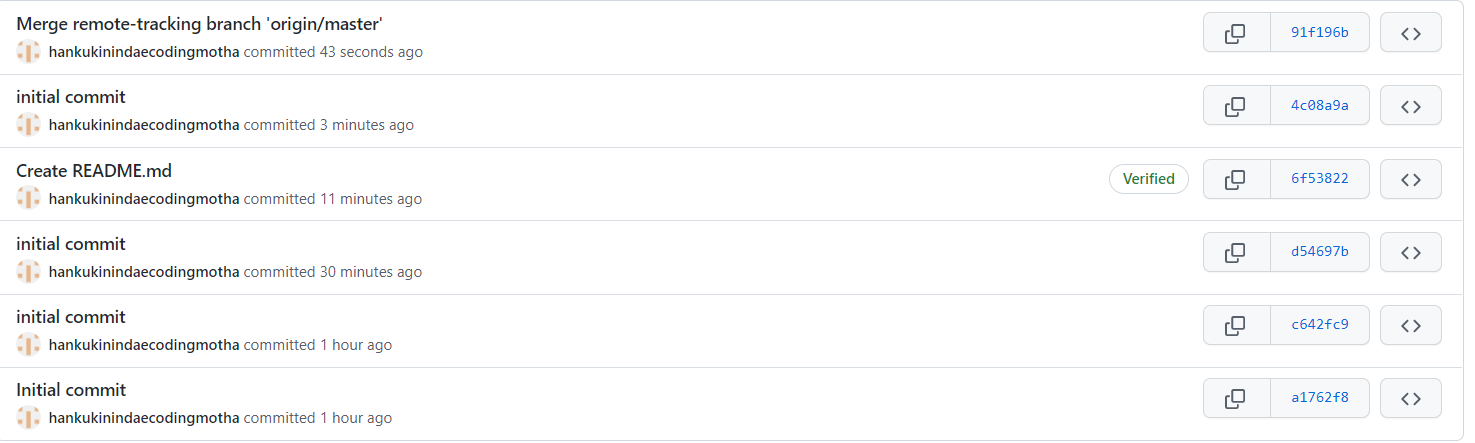 Merge remote-tracking branch 'origin/master'
hankukinindaecodingmotha committed 43 seconds ago
91f196b
initial commit
hankukinindaecodingmotha committed 3 minutes ago
4c08a9a
Create README.md
hankukinindaecodingmotha committed 11 minutes ago
Verified
6f53822
initial commit
hankukinindaecodingmotha committed 30 minutes ago
d54697b
initial commit
hankukinindaecodingmotha committed 1 hour ago
c642fc9
Initial commit
hankukinindaecodingmotha committed 1 hour ago
a1762f8